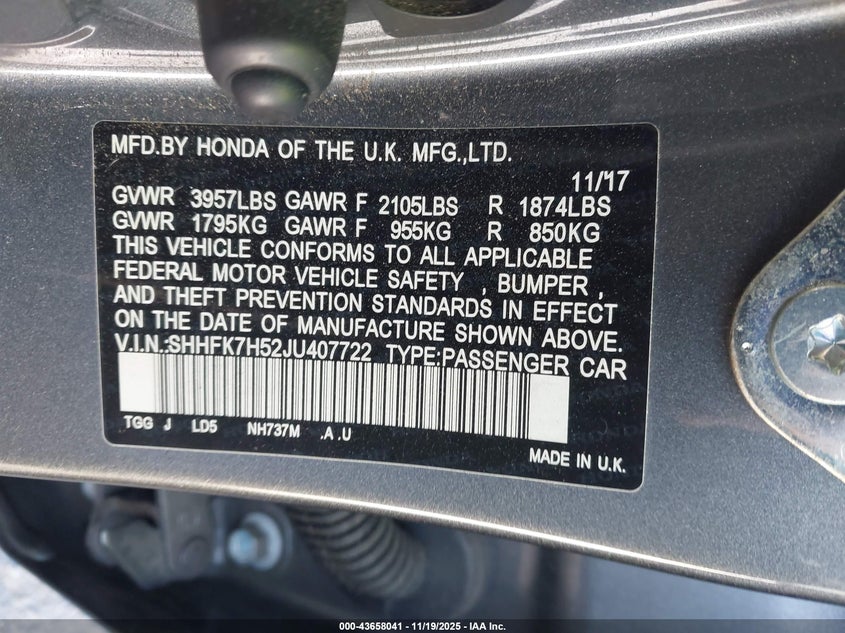 MFD.BY HONDA OF THE U.K. MFG.,LTD.
11/17
GVWR 3957LBS GAWR F 2105LBS R 1874LBS
GVWR 1795KG GAWR F 955KG R 850KG
THIS VEHICLE CONFORMS TO ALL APPLICABLE
FEDERAL MOTOR VEHICLE SAFETY , BUMPER ,
AND THEFT PREVENTION STANDARDS IN EFFECT
ON THE DATE OF MANUFACTURE SHOWN ABOVE.
V.I.N.:SHHFK7H52JU407722 TYPE:PASSENGER CAR
TGG J LD5 NH737M .A .U
MADE IN U.K.
000-43658041 — 11/19/2025 — IAA Inc.